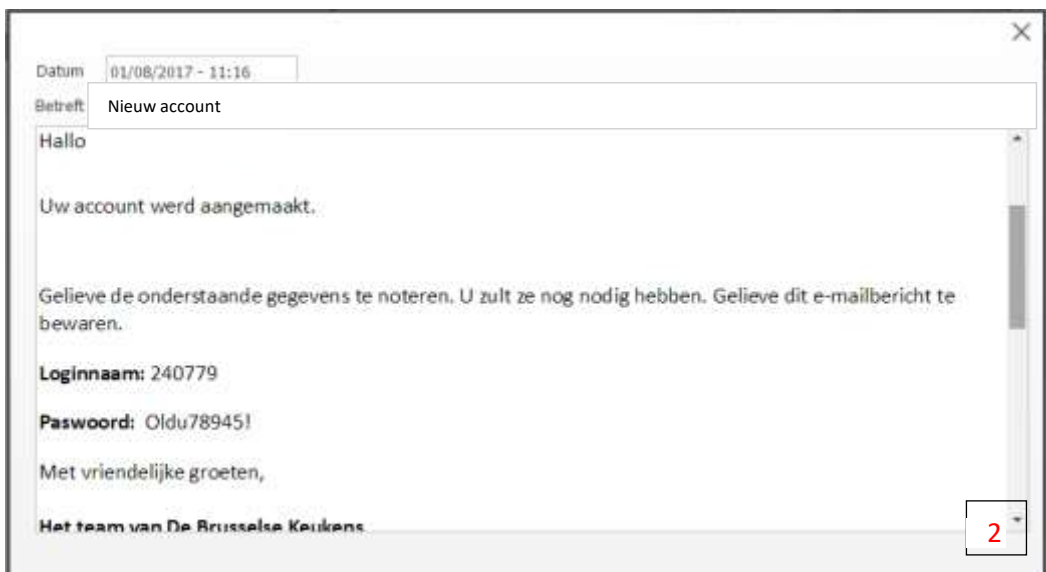 Datum 01/08/2017 - 11:16
Betreft Nieuw account
Hallo
Uw account werd aangemaakt.
Gelieve de onderstaande gegevens te noteren. U zult ze nog nodig hebben. Gelieve dit e-mailbericht te
bewaren.
Loginnaam: 240779
Paswoord: Oldu78945!
Met vriendelijke groeten,
Het team van De Brusselse Keukens
2